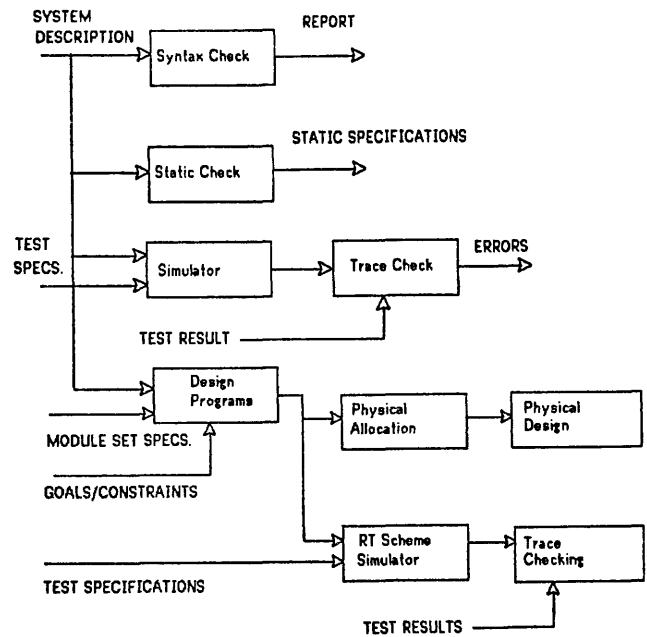 SYSTEM
DESCRIPTION
REPORT
Syntax Check
STATIC SPECIFICATIONS
Static Check
TEST
SPECS.
Simulator
Trace Check
ERRORS
TEST RESULT
Design
Programs
Physical
Allocation
Physical
Design
MODULE SET SPECS.
GOALS/CONSTRAINTS
RT Scheme
Simulator
Trace
Checking
TEST SPECIFICATIONS
TEST RESULTS